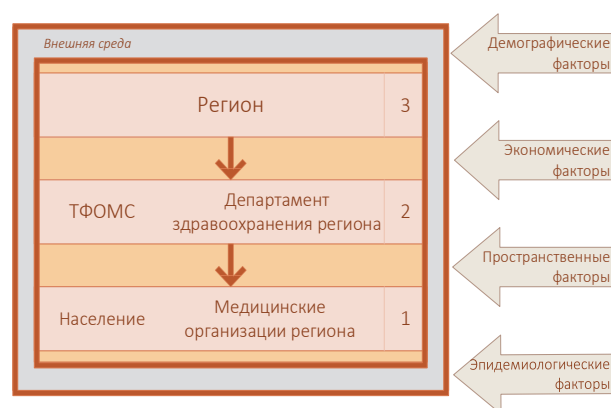 Внешняя среда
Регион
3
ТФОМС
Департамент
здравоохранения региона
2
Население
Медицинские
организации региона
1
Демографические
факторы
Экономические
факторы
Пространственные
факторы
Эпидемиологические
факторы